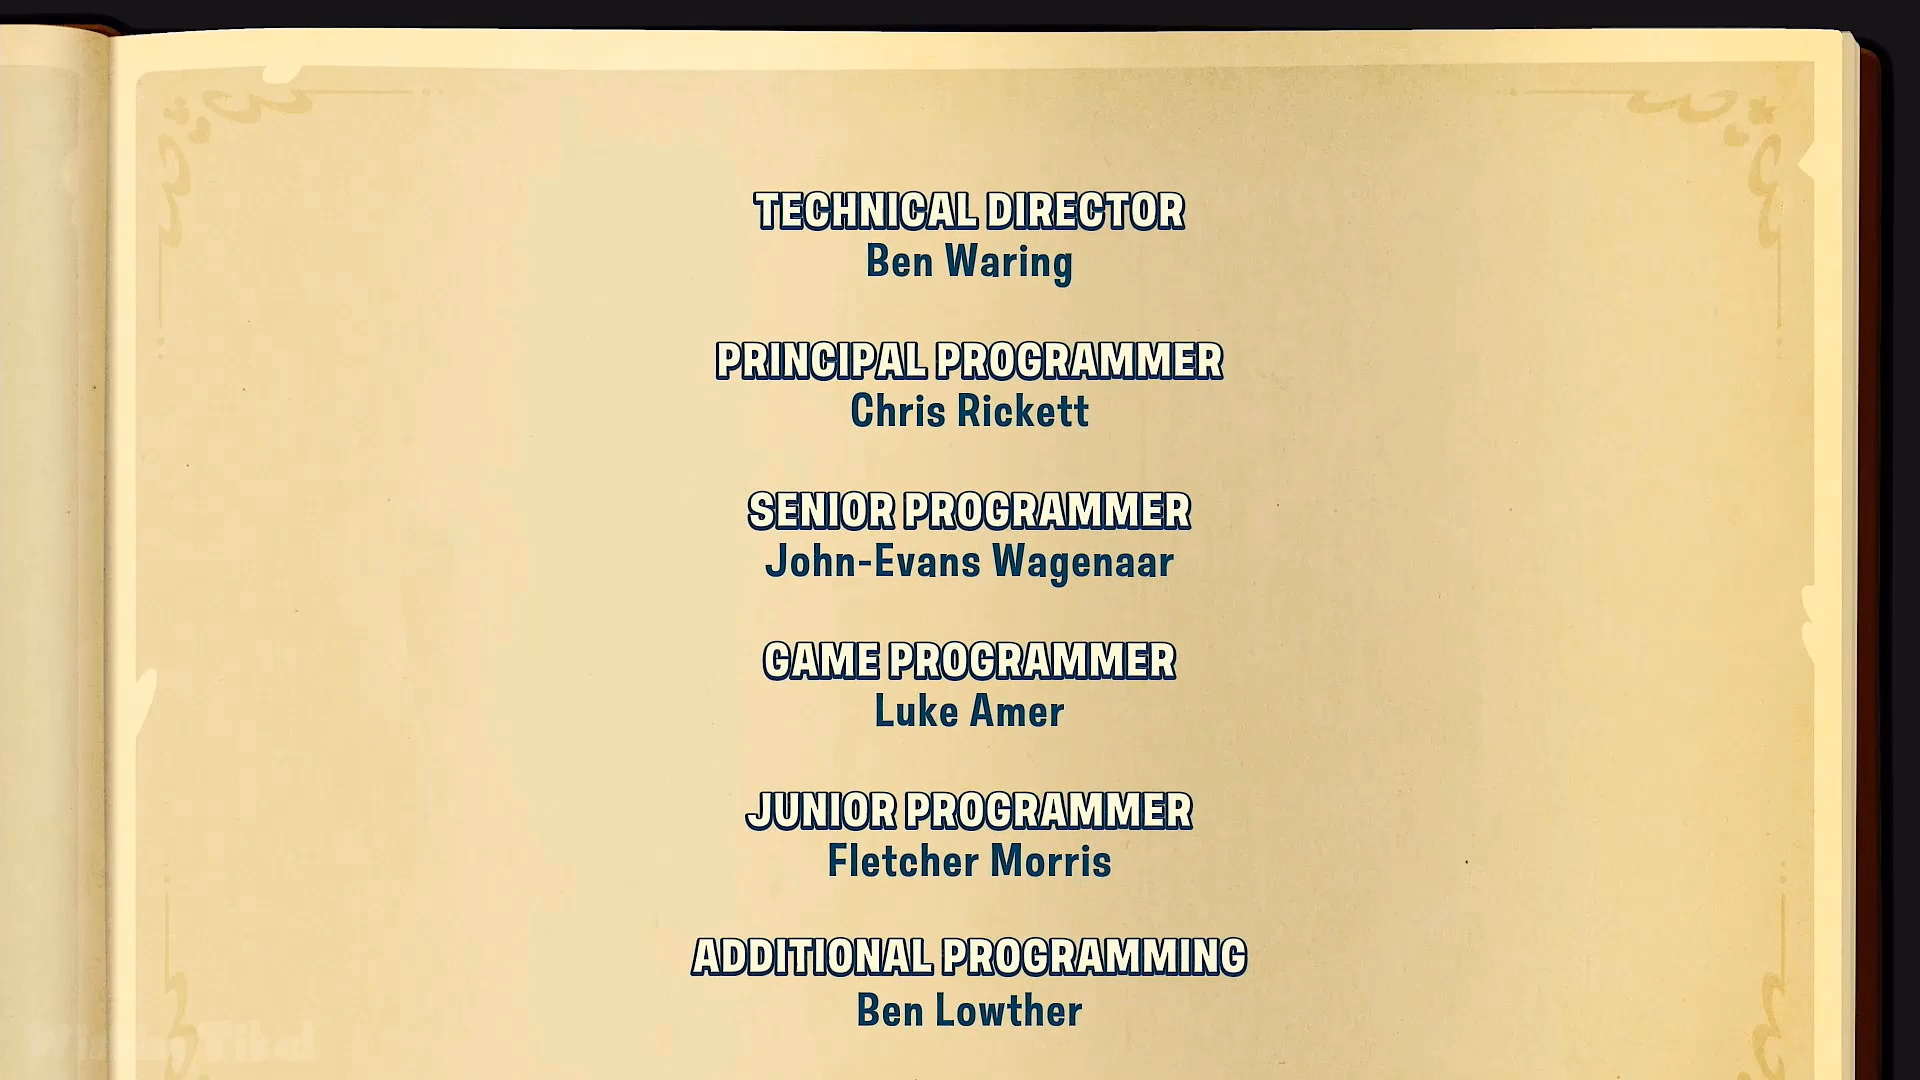 TECHNICAL DIRECTOR
Ben Waring
PRINCIPAL PROGRAMMER
Chris Rickett
SENIOR PROGRAMMER
John-Evans Wagenaar
GAME PROGRAMMER
Luke Amer
JUNIOR PROGRAMMER
Fletcher Morris
ADDITIONAL PROGRAMMING
Ben Lowther